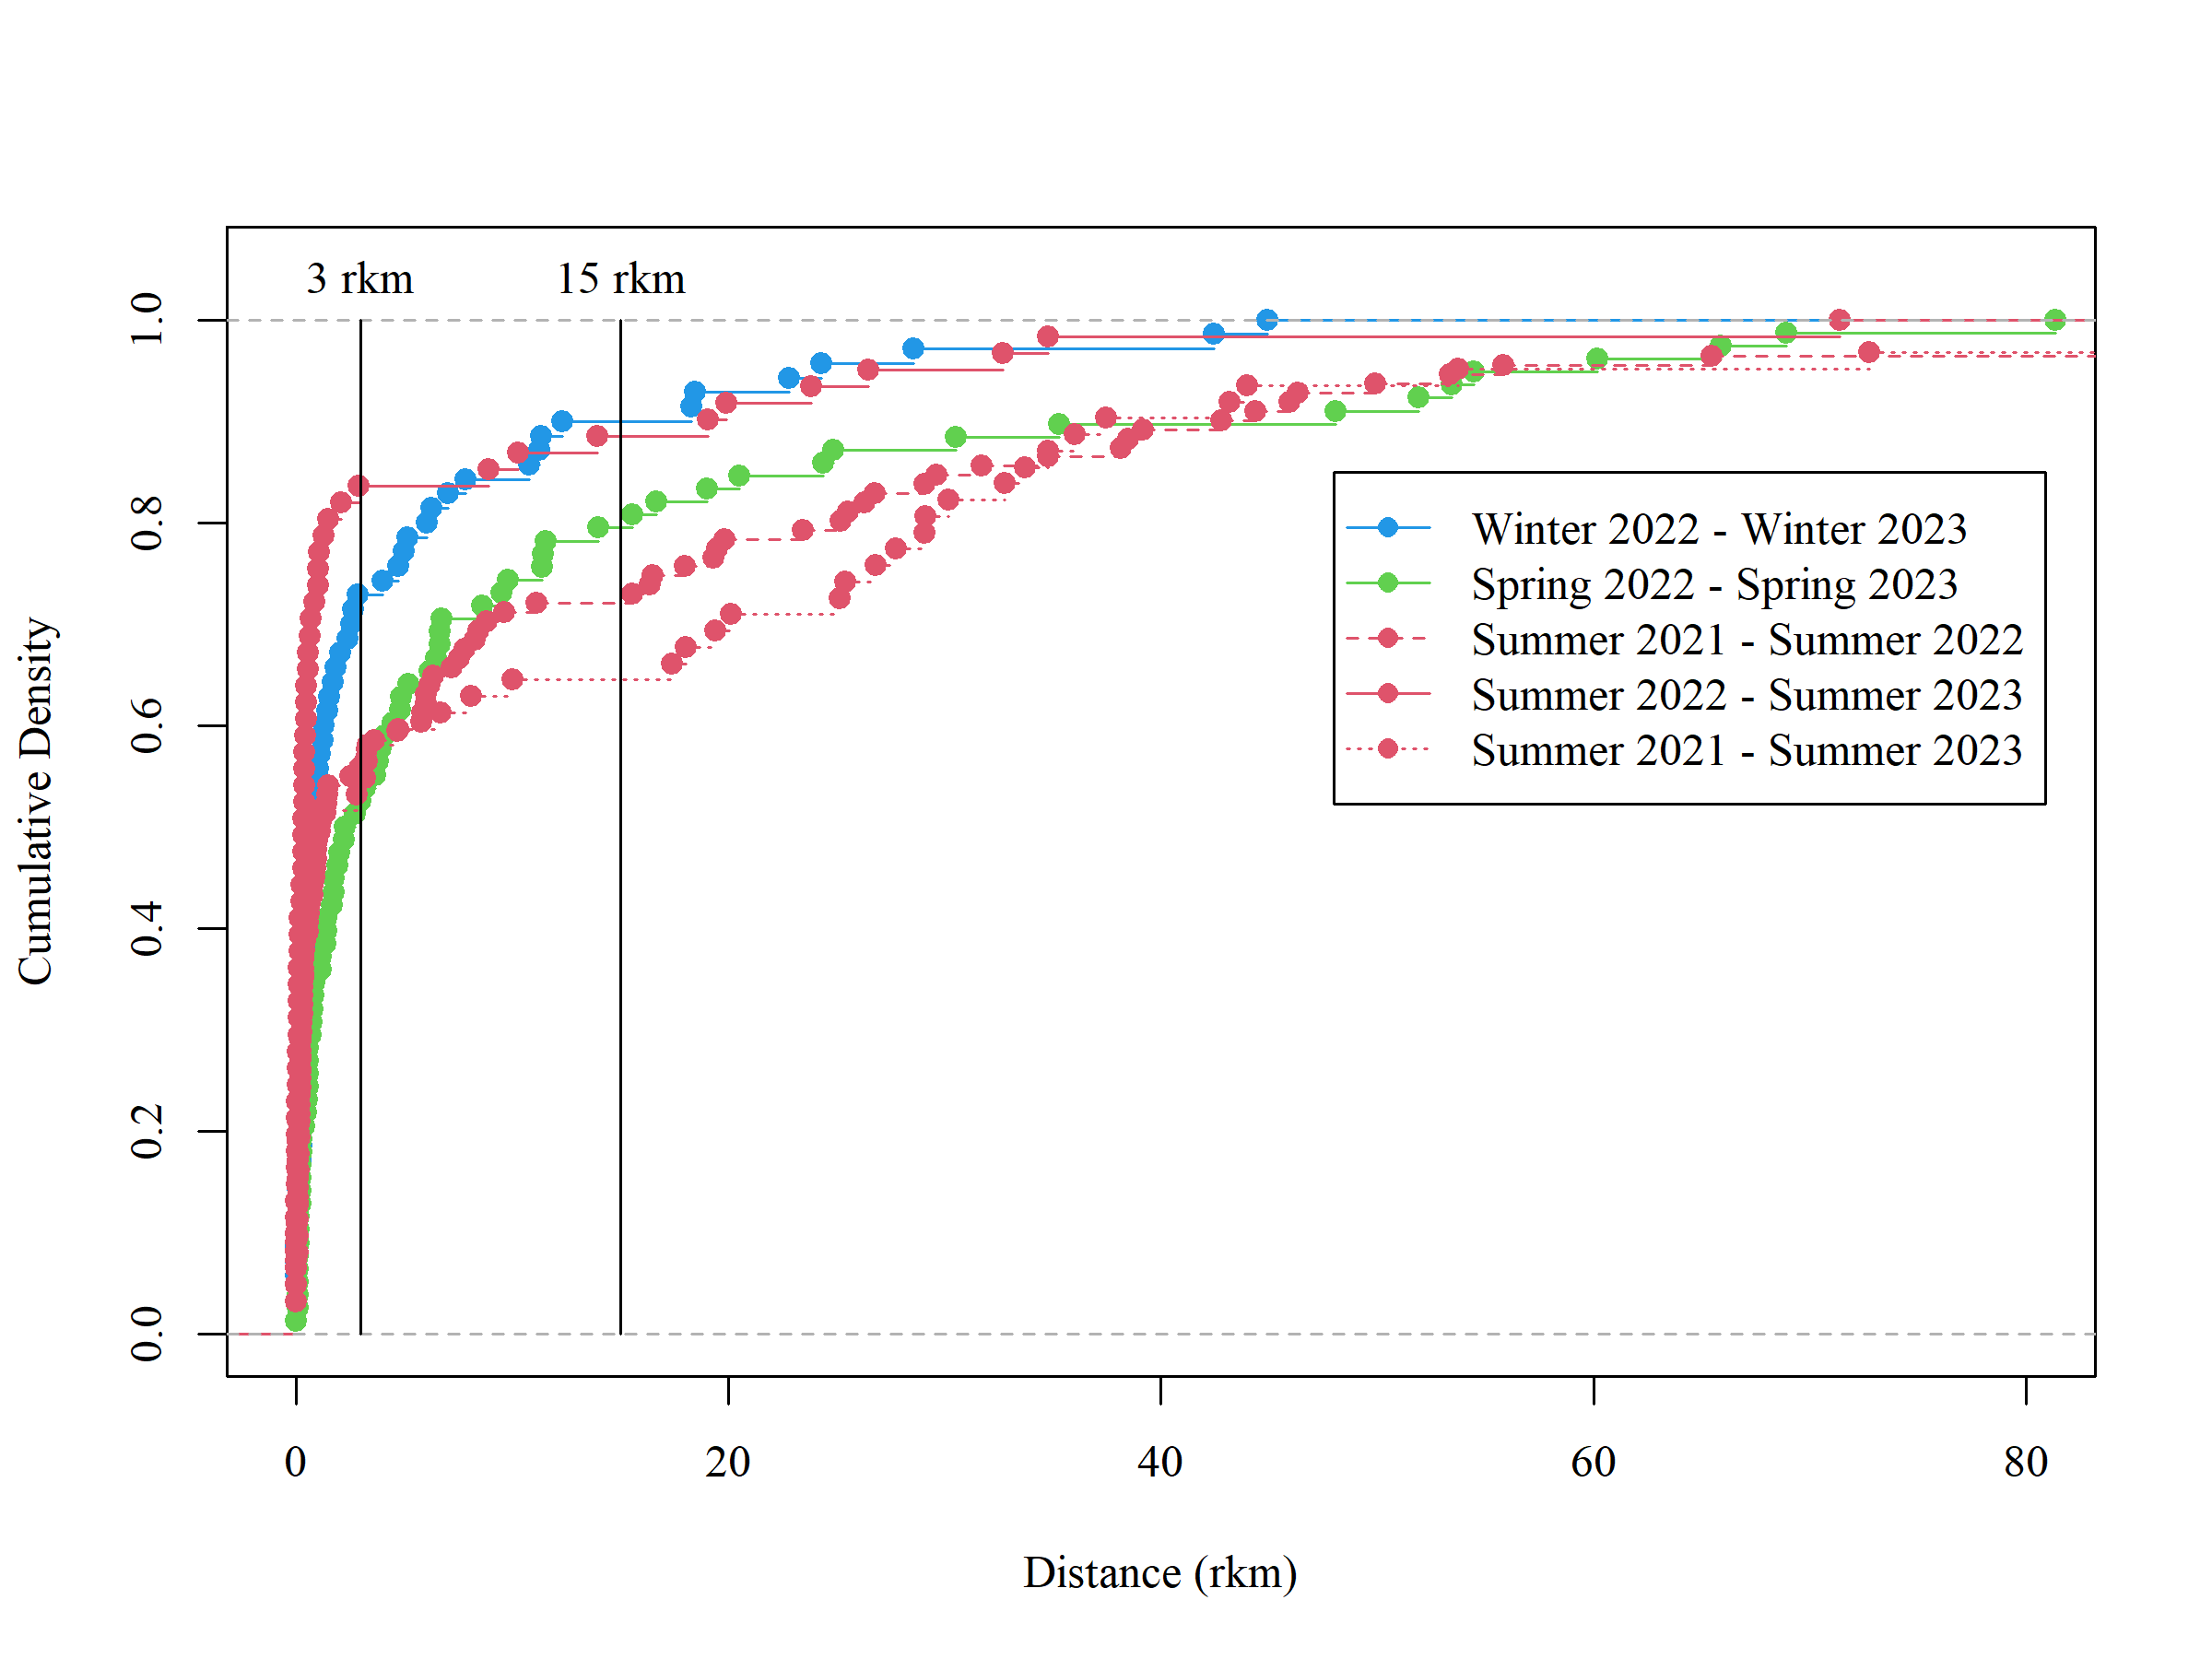 3 rkm
15 rkm
1.0
0.8
0.6
0.4
0.2
0.0
Cumulative Density
Winter 2022 - Winter 2023
Spring 2022 - Spring 2023
Summer 2021 - Summer 2022
Summer 2022 - Summer 2023
Summer 2021 - Summer 2023
0
20
40
60
80
Distance (rkm)